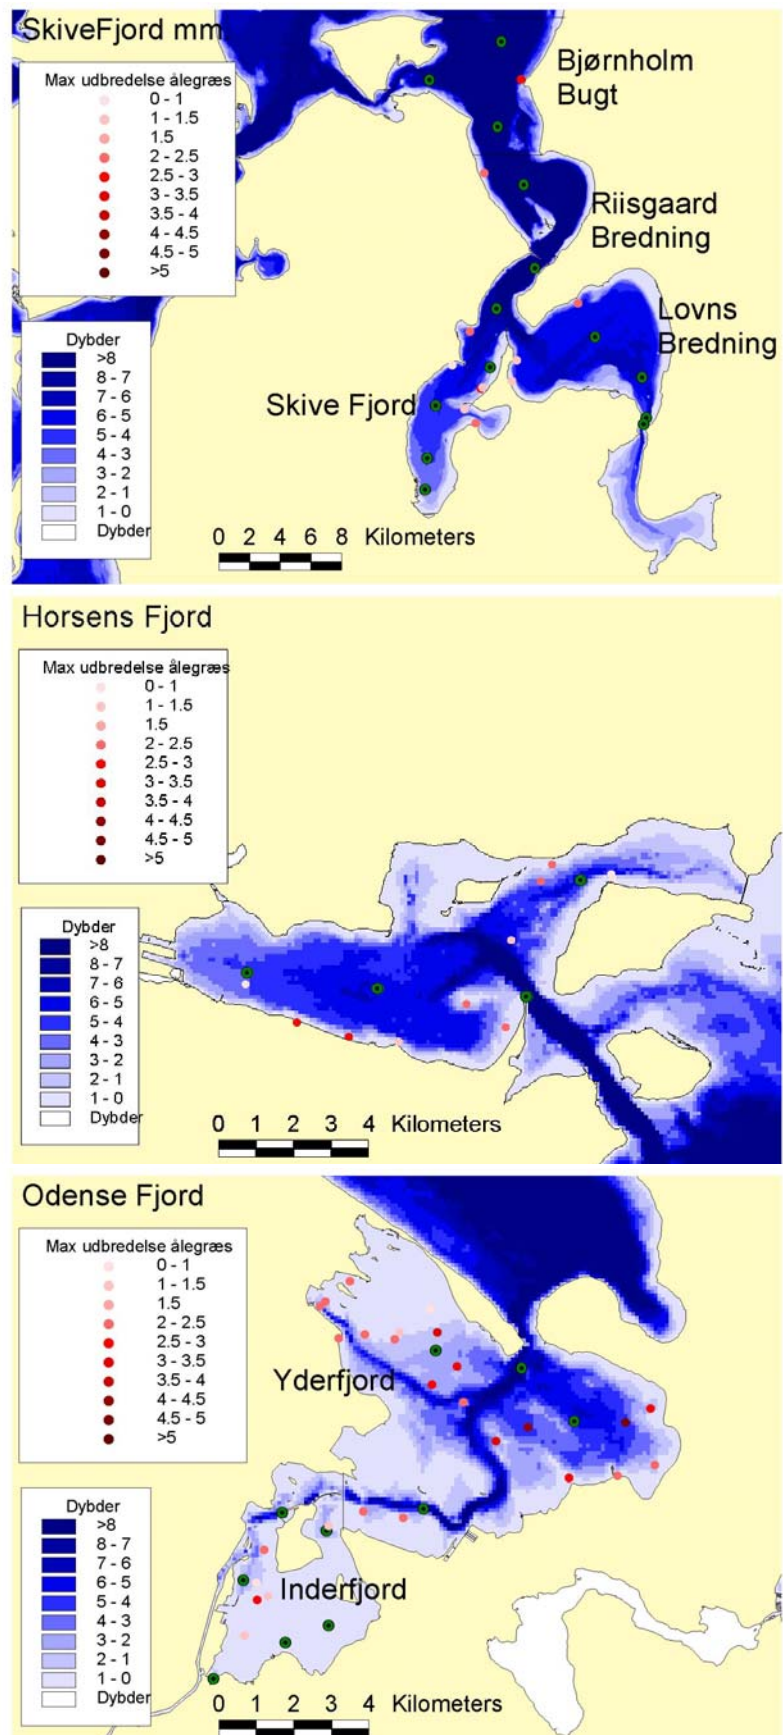 SkiveFjord mm
Max udbredelse ålegræs
0 - 1
1 - 1.5
1.5
2 - 2.5
2.5 - 3
3 - 3.5
3.5 - 4
4 - 4.5
4.5 - 5
>5
Dybder
>8
8 - 7
7 - 6
6 - 5
5 - 4
4 - 3
3 - 2
2 - 1
1 - 0
Dybder
Bjørnholm
Bugt
Riisgaard
Bredning
Lovns
Bredning
Skive Fjord
0 2 4 6 8 Kilometers
Horsens Fjord
Max udbredelse ålegræs
0 - 1
1 - 1.5
1.5
2 - 2.5
2.5 - 3
3 - 3.5
3.5 - 4
4 - 4.5
4.5 - 5
>5
Dybder
>8
8 - 7
7 - 6
6 - 5
5 - 4
4 - 3
3 - 2
2 - 1
1 - 0
Dybder
0 1 2 3 4 Kilometers
Odense Fjord
Max udbredelse ålegræs
0 - 1
1 - 1.5
1.5
2 - 2.5
2.5 - 3
3 - 3.5
3.5 - 4
4 - 4.5
4.5 - 5
>5
Yderfjord
Dybder
>8
8 - 7
7 - 6
6 - 5
5 - 4
4 - 3
3 - 2
2 - 1
1 - 0
Dybder
Inderfjord
0 1 2 3 4 Kilometers